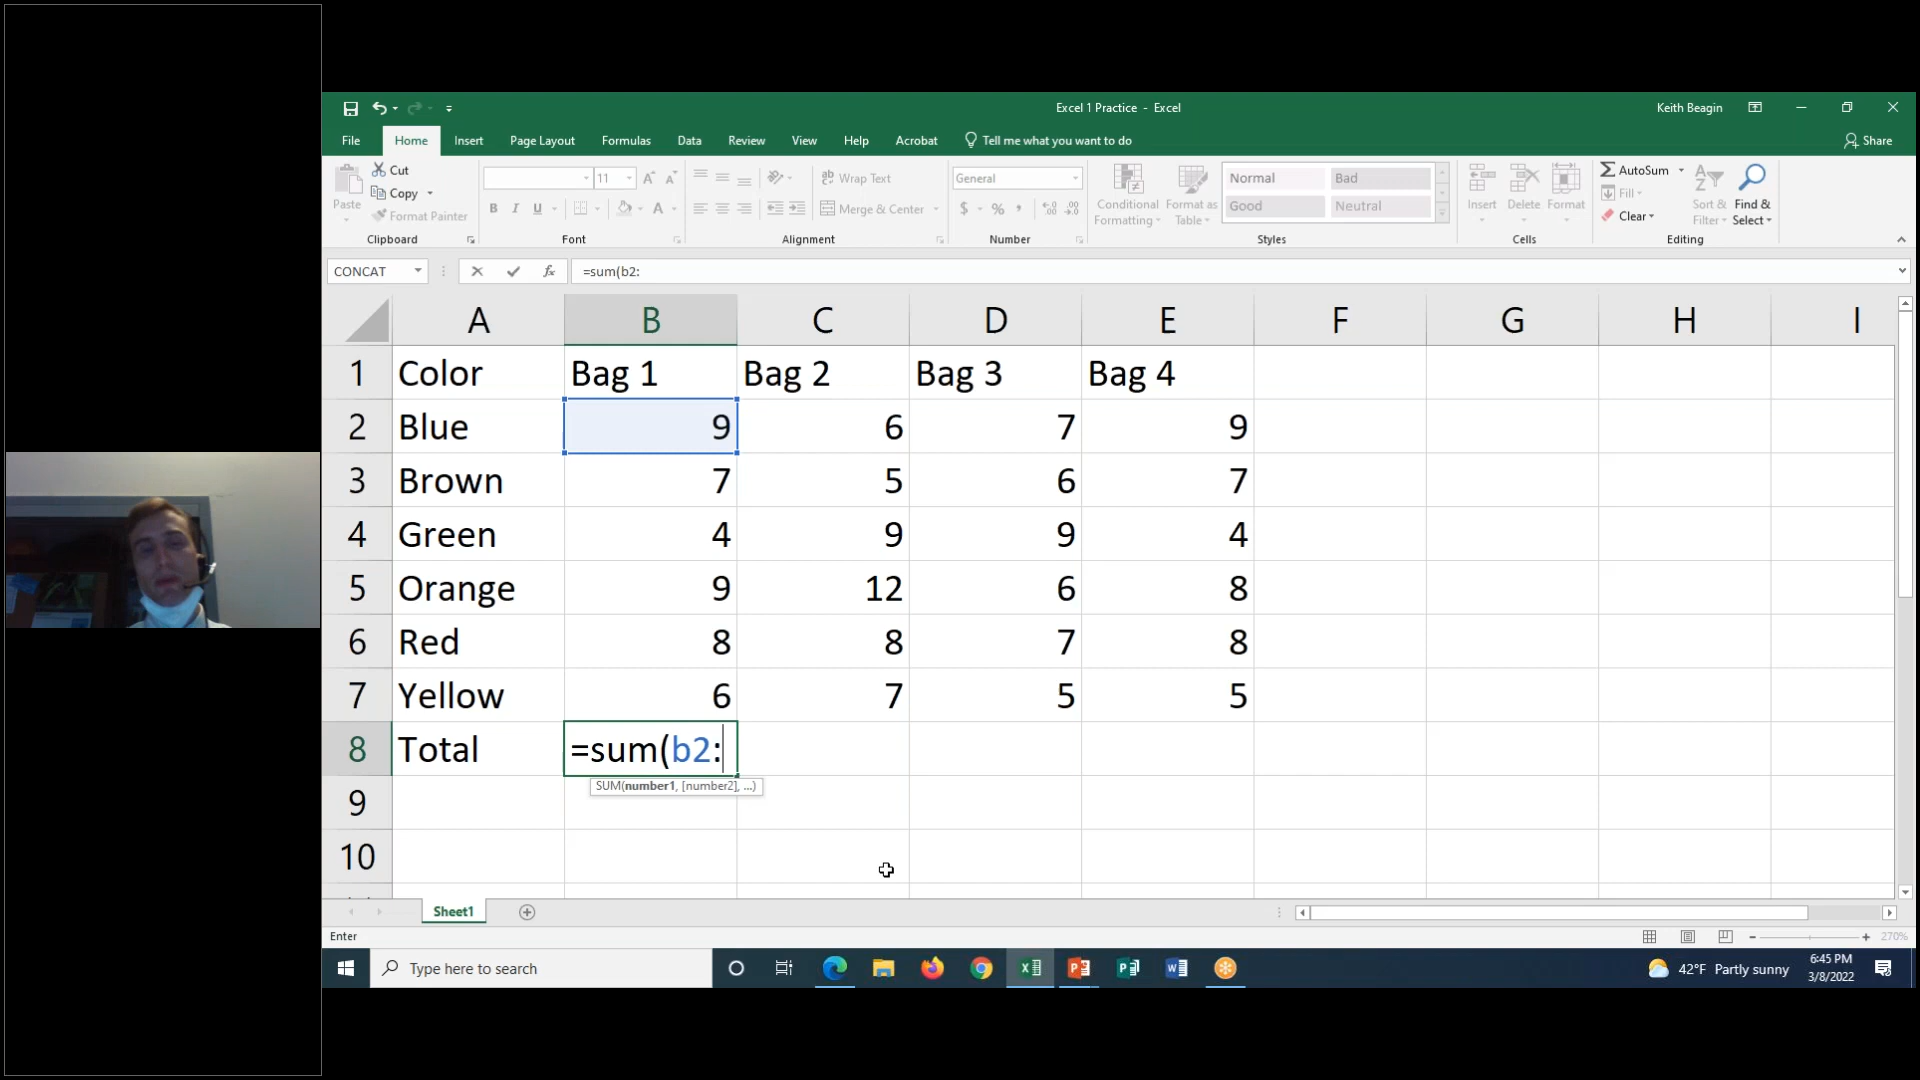 Excel 1 Practice - Excel
Keith Beagin
File Home Insert Page Layout Formulas Data Review View Help Acrobat Tell me what you want to do Share
Paste
Cut
Copy
Format Painter
Clipboard
11
B I U
A
Font
Wrap Text
Merge & Center
Alignment
General
$ % ,
Number
Conditional Formatting
Format as Table
Normal Bad
Good Neutral
Styles
Insert Delete Format
Cells
AutoSum
Fill
Clear
Sort & Filter
Find & Select
Editing
CONCAT fx =sum(b2:
A B C D E F G H I
1 Color Bag 1 Bag 2 Bag 3 Bag 4
2 Blue 9 6 7 9
3 Brown 7 5 6 7
4 Green 4 9 9 4
5 Orange 9 12 6 8
6 Red 8 8 7 8
7 Yellow 6 7 5 5
8 Total =sum(b2:
SUM(number1, [number2], ...)
9
10
Sheet1
Enter
270%
Type here to search
42°F Partly sunny
6:45 PM
3/8/2022